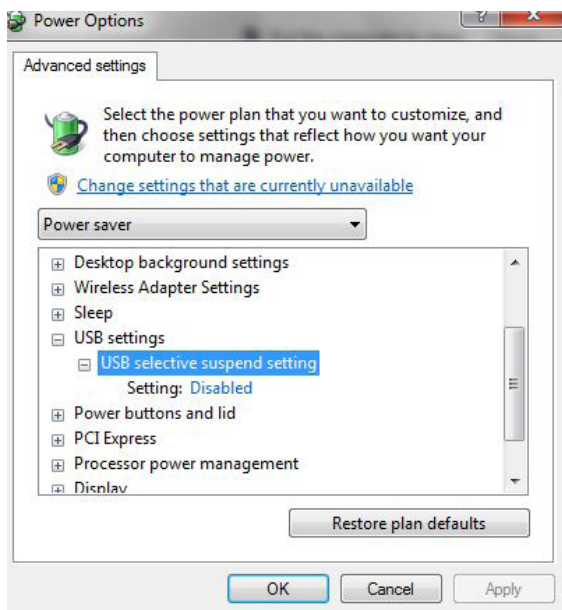 Power Options
Advanced settings
Select the power plan that you want to customize, and
then choose settings that reflect how you want your
computer to manage power.
Change settings that are currently unavailable
Power saver
Desktop background settings
Wireless Adapter Settings
Sleep
USB settings
USB selective suspend setting
Setting: Disabled
Power buttons and lid
PCI Express
Processor power management
Display
Restore plan defaults
OK Cancel Apply